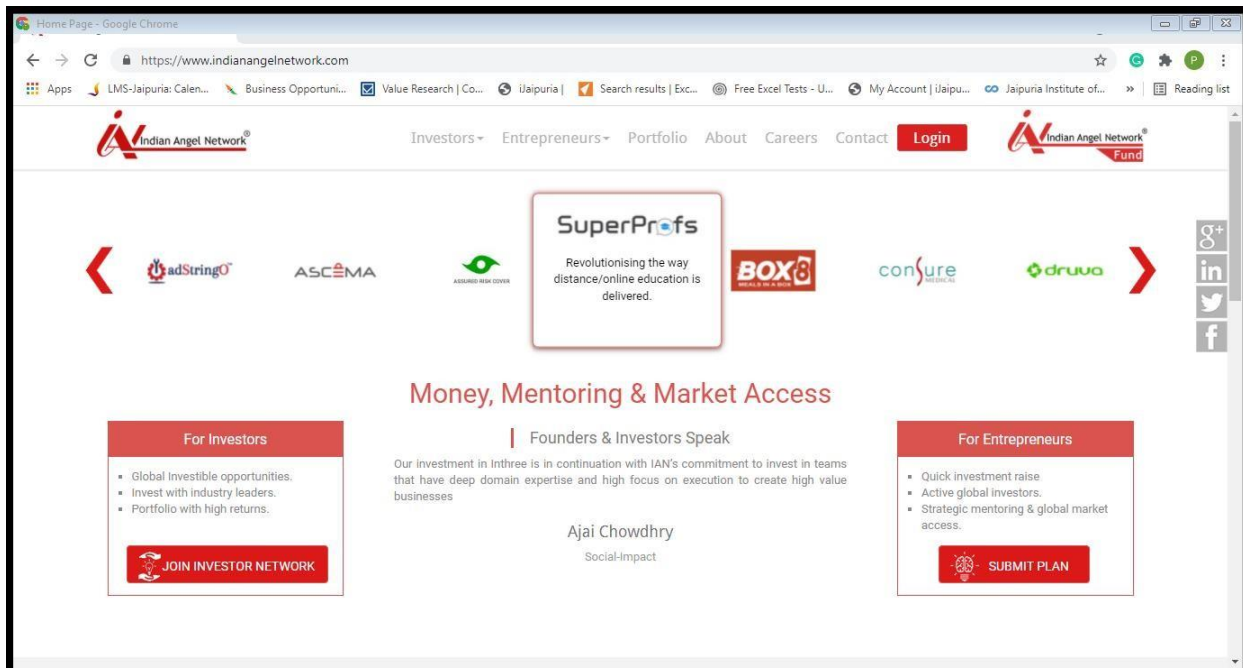 Home Page - Google Chrome
https://www.indianangelnetwork.com
P
Apps LMS-Jaipuria: Calen... Business Opportuni... Value Research | Co... iJaipuria | Search results | Exc... Free Excel Tests - U... My Account | iJaipu... Jaipuria Institute of... » Reading list
Indian Angel Network® Investors Entrepreneurs Portfolio About Careers Contact Login Indian Angel Network®
Fund
SuperProfs
Revolutionising the way
distance/online education is
delivered.
adStringO ASCEMA ASSURED RISK COVER BOX8 conSure druva
MEALS IN A BOX MEDICAL
g+
in
f
Money, Mentoring & Market Access
For Investors
Global Investible opportunities.
Invest with industry leaders.
Portfolio with high returns.
JOIN INVESTOR NETWORK
Founders & Investors Speak
Our investment in Inthree is in continuation with IAN's commitment to invest in teams
that have deep domain expertise and high focus on execution to create high value
businesses
Ajai Chowdhry
Social-Impact
For Entrepreneurs
Quick investment raise
Active global investors.
Strategic mentoring & global market
access.
SUBMIT PLAN